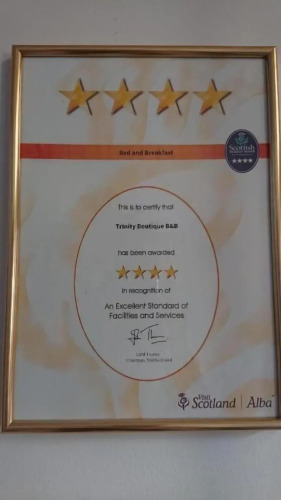 Bed and Breakfast
Scottish
This is to certify that
Trinity Boutique B&B
has been awarded
in recognition of
An Excellent Standard of
Facilities and Services
Visit
Scotland | Alba